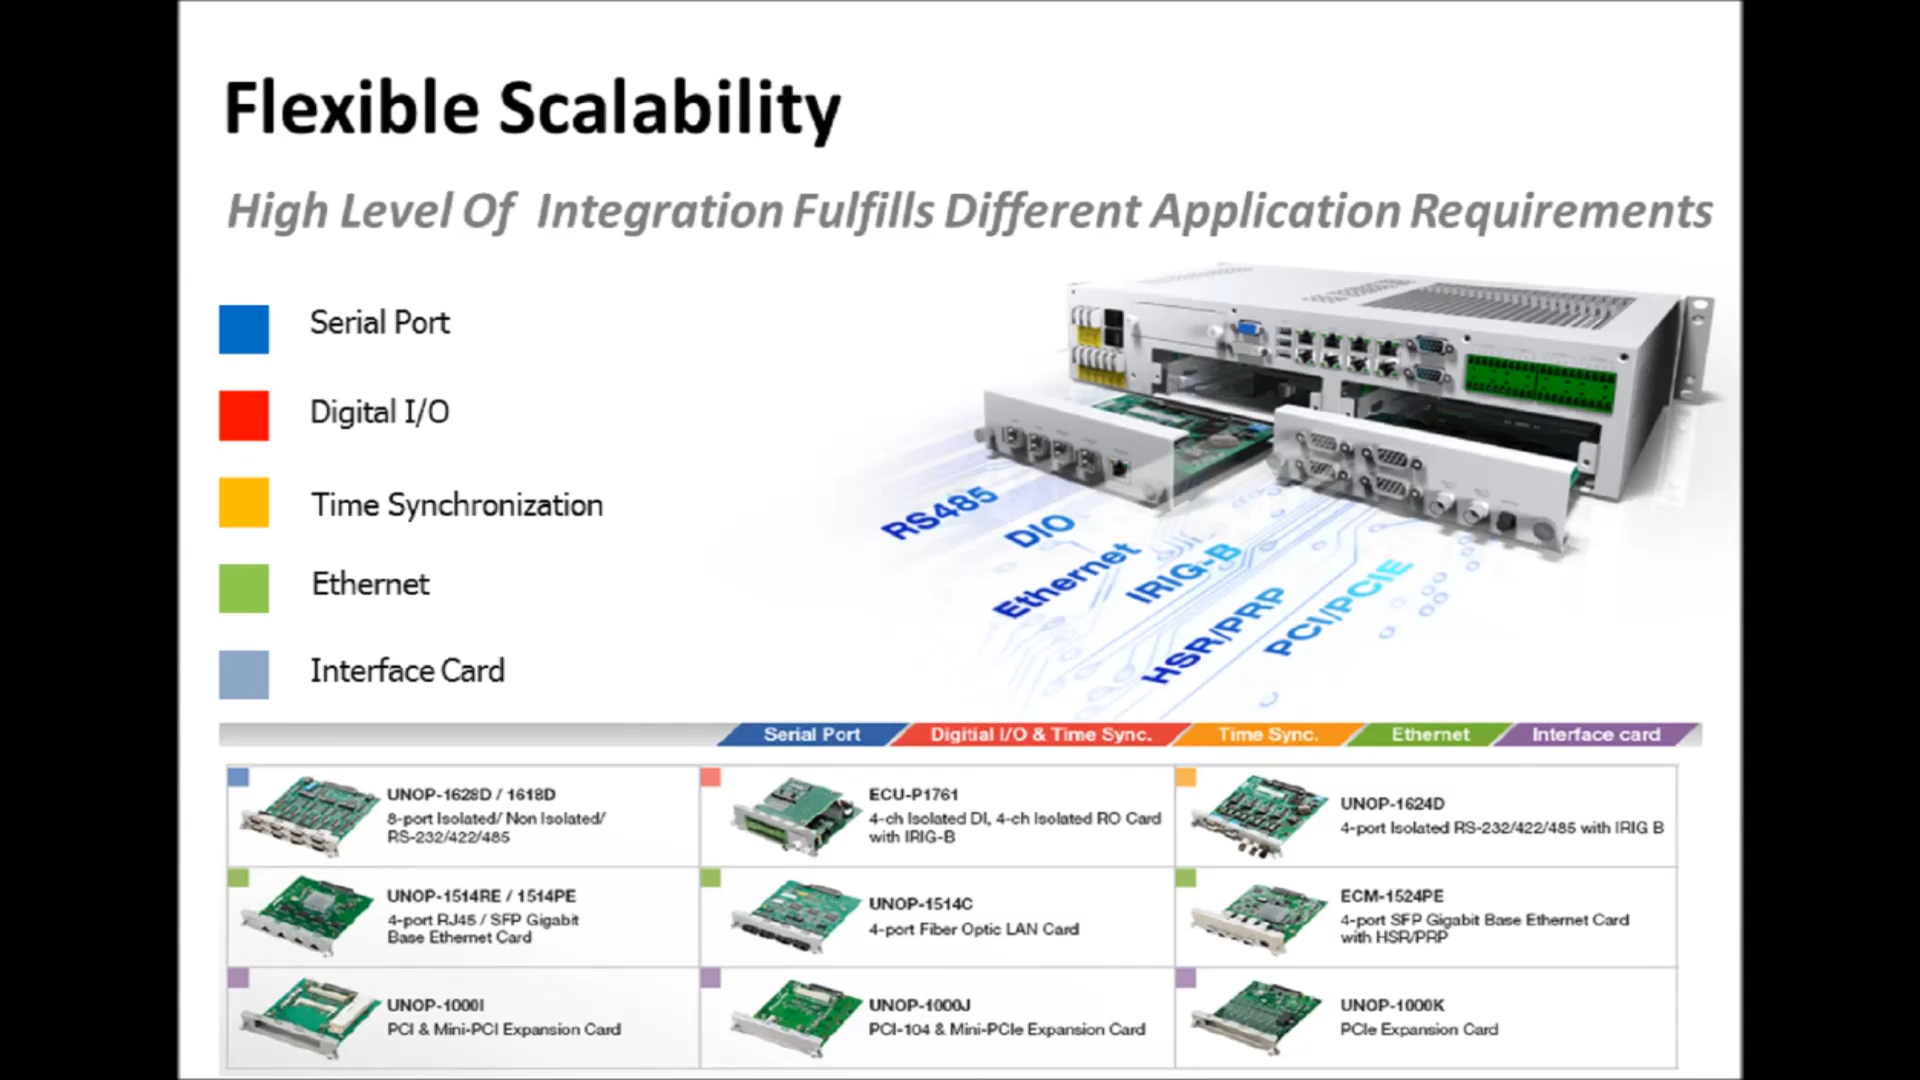 Flexible Scalability
High Level Of Integration Fulfills Different Application Requirements
Serial Port
Digital I/O
Time Synchronization
Ethernet
Interface Card
RS485
DIO
Ethernet
IRIG-B
HSR/PRP
PCI/PCIE
Serial Port
Digitial I/O & Time Sync.
Time Sync.
Ethernet
Interface card
UNOP-1628D / 1618D
8-port Isolated/ Non Isolated/
RS-232/422/485
ECU-P1761
4-ch Isolated DI, 4-ch Isolated RO Card
with IRIG-B
UNOP-1624D
4-port Isolated RS-232/422/485 with IRIG B
UNOP-1514RE / 1514PE
4-port RJ45 / SFP Gigabit
Base Ethernet Card
UNOP-1514C
4-port Fiber Optic LAN Card
ECM-1524PE
4-port SFP Gigabit Base Ethernet Card
with HSR/PRP
UNOP-1000I
PCI & Mini-PCI Expansion Card
UNOP-1000J
PCI-104 & Mini-PCIe Expansion Card
UNOP-1000K
PCIe Expansion Card